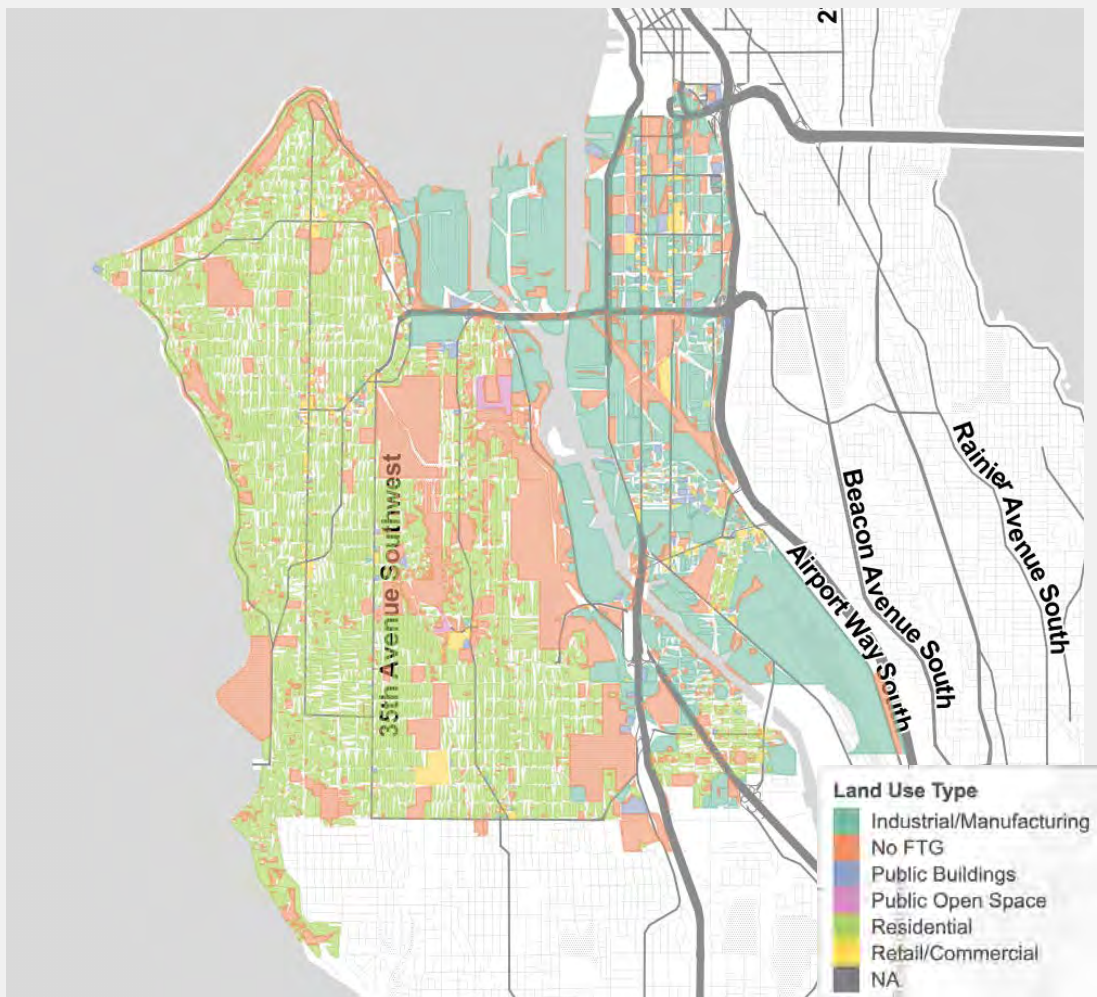 2
35th Avenue Southwest
Rainier Avenue South
Beacon Avenue South
Airport Way South
Land Use Type
Industrial/Manufacturing
No FTG
Public Buildings
Public Open Space
Residential
Retail/Commercial
NA